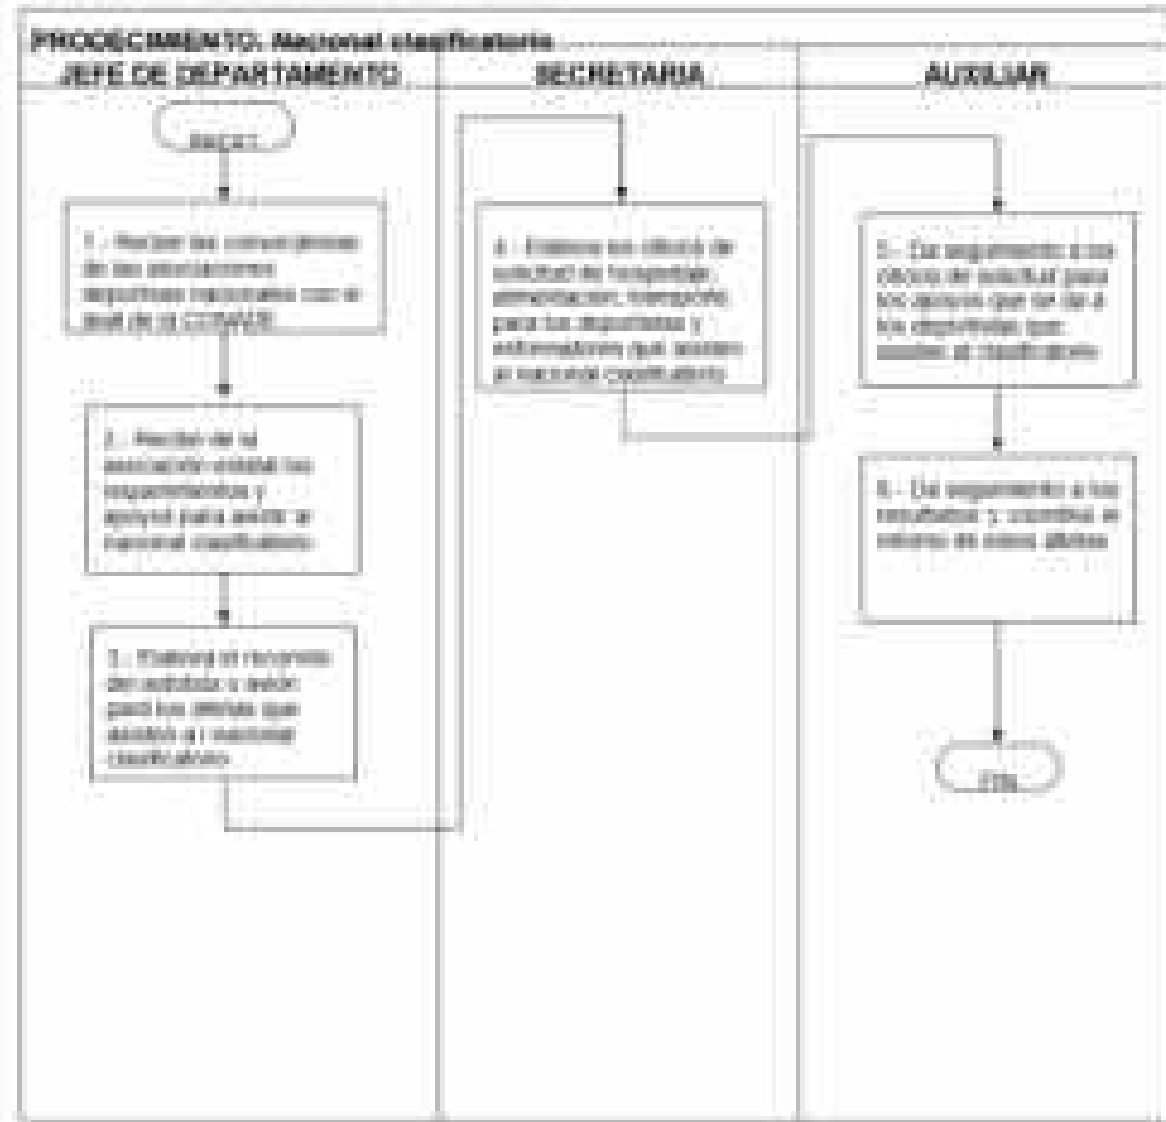 PRODECIMIENTO: Nacional clasificatorio
JEFE DE DEPARTAMENTO
SECRETARIA
AUXILIAR
1.- Recibe las convocatorias
de las asociaciones
deportivas nacionales con el
de la CONADE
2.- Recibe de la
asociación estatal los
requerimientos y
apoyos para asistir al
nacional clasificatorio
3.- Elabora el recorrido
del autobús y avión
para los atletas que
asisten al nacional
clasificatorio
4.- Elabora los oficios de
solicitud de hospedaje,
alimentación, transporte,
para los deportistas y
entrenadores que asisten
al nacional clasificatorio
5.- Da seguimiento a los
oficios de solicitud para
los apoyos que se da a
los deportistas que
asisten al clasificatorio
6.- Da seguimiento a los
resultados y coordina el
retorno de estos atletas
FIN